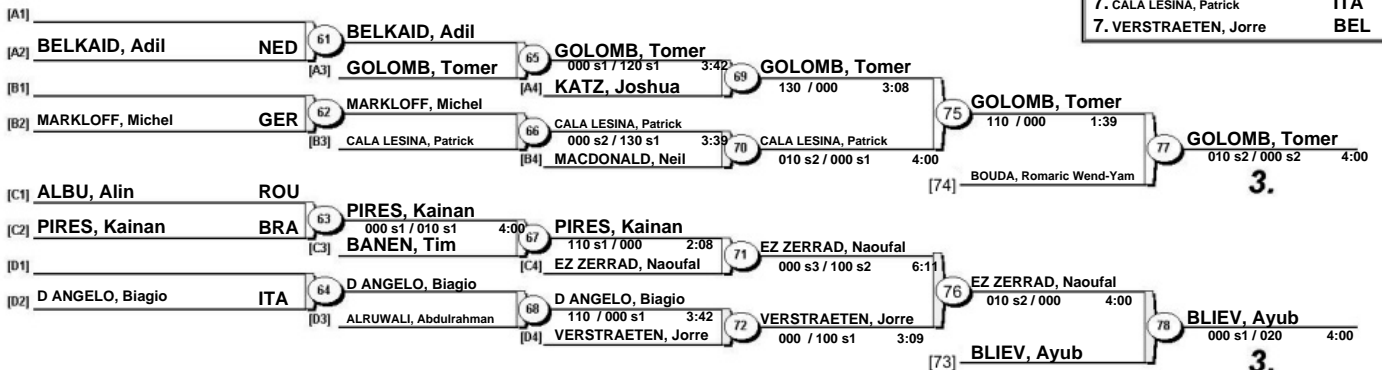 7. CALA LESINA, Patrick ITA
7. VERSTRAETEN, Jorre BEL
[A1]
[A2] BELKAID, Adil NED
61 BELKAID, Adil
[A3] GOLOMB, Tomer
65 GOLOMB, Tomer
000 s1 / 120 s1 3:42
[A4] KATZ, Joshua
69 GOLOMB, Tomer
130 / 000 3:08
[B1]
[B2] MARKLOFF, Michel GER
62 MARKLOFF, Michel
[B3] CALA LESINA, Patrick
66 CALA LESINA, Patrick
000 s2 / 130 s1 3:39
[B4] MACDONALD, Neil
70 CALA LESINA, Patrick
010 s2 / 000 s1 4:00
75 GOLOMB, Tomer
110 / 000 1:39
[74] BOUDA, Romaric Wend-Yam
77 GOLOMB, Tomer
010 s2 / 000 s2 4:00
3.
[C1] ALBU, Alin ROU
[C2] PIRES, Kainan BRA
63 PIRES, Kainan
000 s1 / 010 s1 4:00
[C3] BANEN, Tim
67 PIRES, Kainan
110 s1 / 000 2:08
[C4] EZ ZERRAD, Naoufal
71 EZ ZERRAD, Naoufal
000 s3 / 100 s2 6:11
[D1]
[D2] D ANGELO, Biagio ITA
64 D ANGELO, Biagio
[D3] ALRUWALI, Abdulrahman
68 D ANGELO, Biagio
110 / 000 s1 3:42
[D4] VERSTRAETEN, Jorre
72 VERSTRAETEN, Jorre
000 / 100 s1 3:09
76 EZ ZERRAD, Naoufal
010 s2 / 000 4:00
[73] BLIEV, Ayub
78 BLIEV, Ayub
000 s1 / 020 4:00
3.